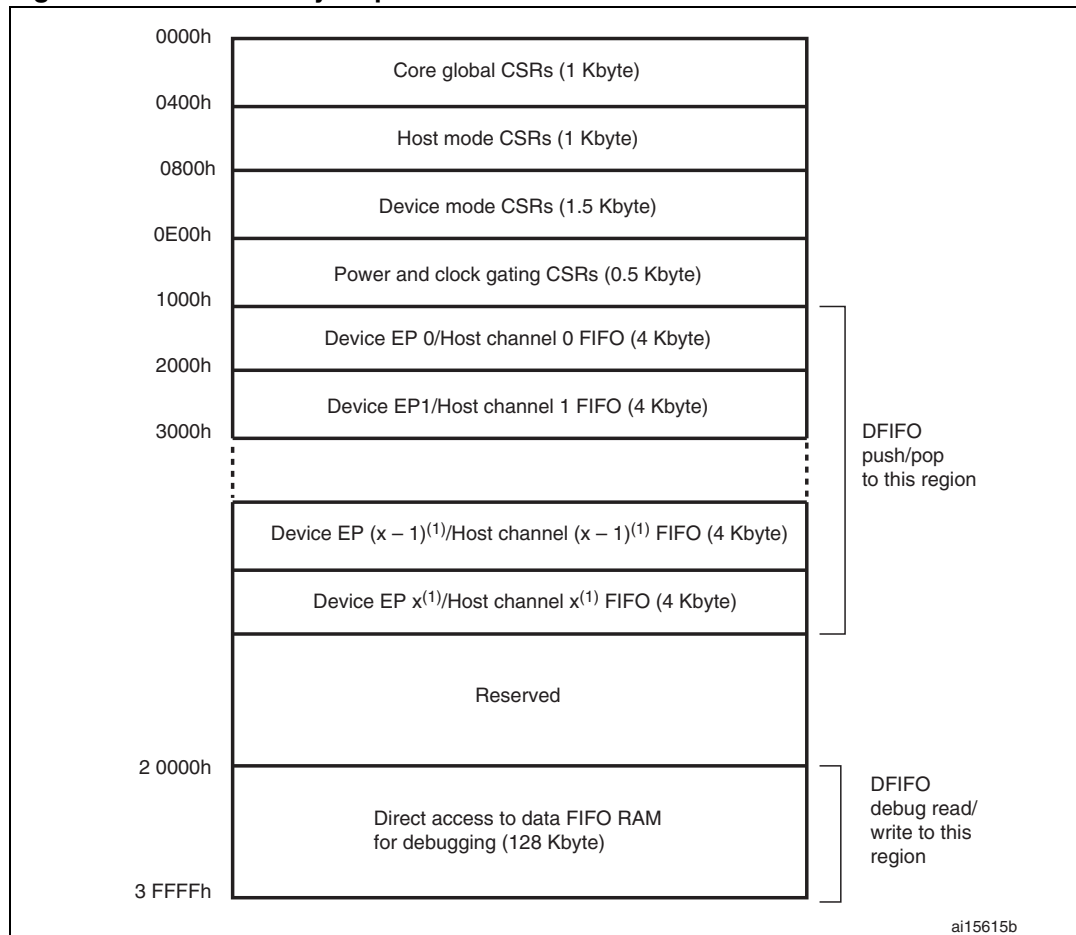 0000h
Core global CSRs (1 Kbyte)
0400h
Host mode CSRs (1 Kbyte)
0800h
Device mode CSRs (1.5 Kbyte)
0E00h
Power and clock gating CSRs (0.5 Kbyte)
1000h
Device EP 0/Host channel 0 FIFO (4 Kbyte)
2000h
Device EP1/Host channel 1 FIFO (4 Kbyte)
3000h
DFIFO
push/pop
to this region
Device EP (x – 1)(1)/Host channel (x – 1)(1) FIFO (4 Kbyte)
Device EP x(1)/Host channel x(1) FIFO (4 Kbyte)
Reserved
2 0000h
Direct access to data FIFO RAM
for debugging (128 Kbyte)
DFIFO
debug read/
write to this
region
3 FFFFh
ai15615b